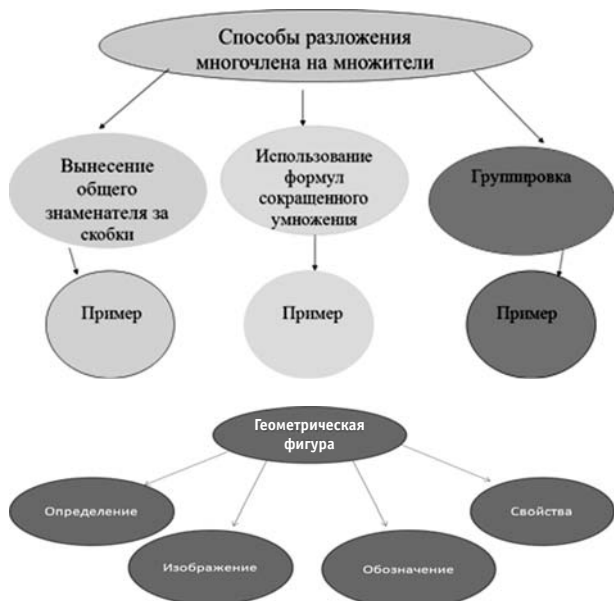 Способы разложения
многочлена на множители
Вынесение
общего
знаменателя за
скобки
Использование
формул
сокращенного
умножения
Группировка
Пример
Пример
Пример
Геометрическая
фигура
Определение
Изображение
Обозначение
Свойства